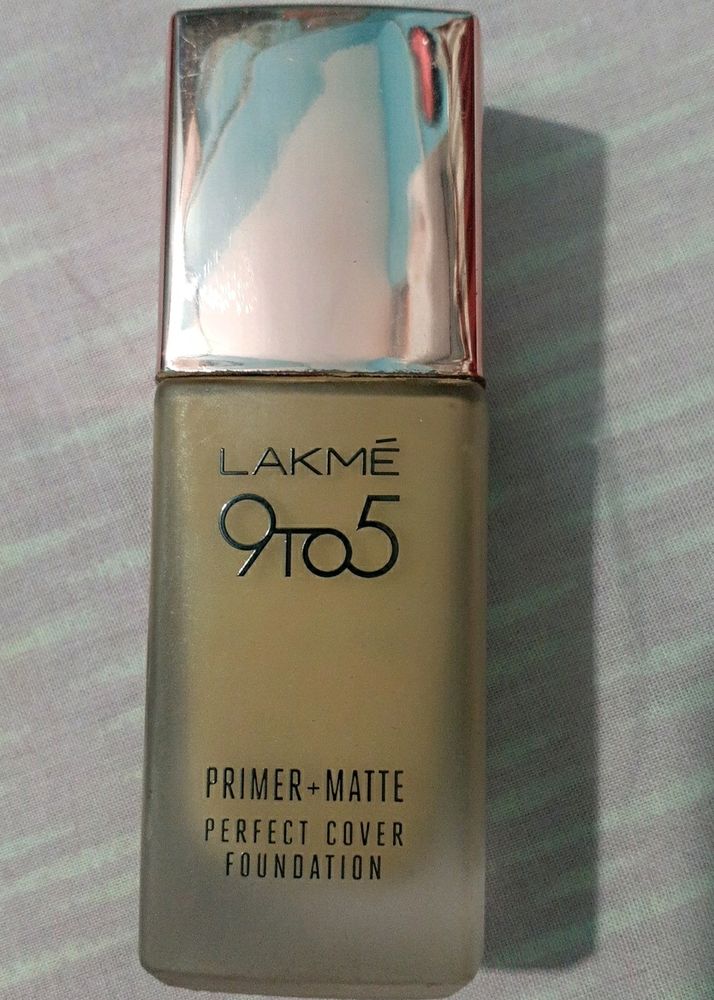 LAKMÉ
9TO5
PRIMER+MATTE
PERFECT COVER
FOUNDATION